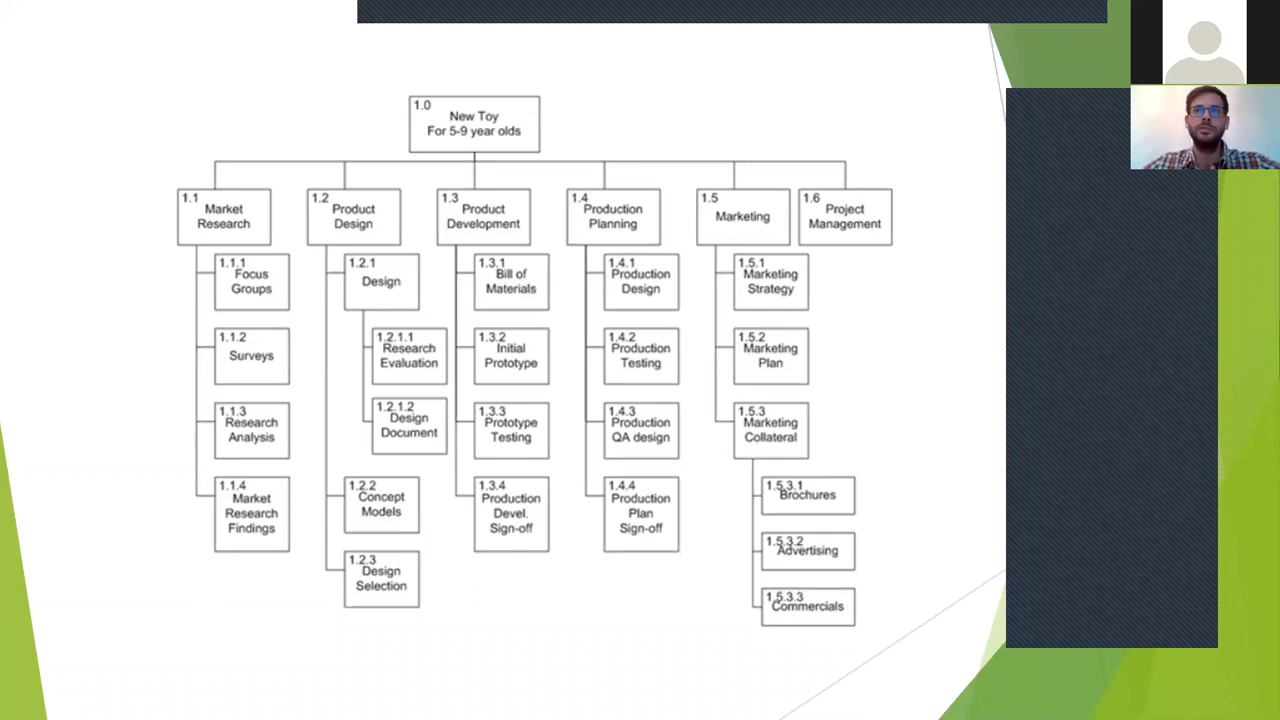 1.0
New Toy
For 5-9 year olds
1.1
Market
Research
1.2
Product
Design
1.3
Product
Development
1.4
Production
Planning
1.5
Marketing
1.6
Project
Management
1.1.1
Focus
Groups
1.1.2
Surveys
1.1.3
Research
Analysis
1.1.4
Market
Research
Findings
1.2.1
Design
1.2.1.1
Research
Evaluation
1.2.1.2
Design
Document
1.2.2
Concept
Models
1.2.3
Design
Selection
1.3.1
Bill of
Materials
1.3.2
Initial
Prototype
1.3.3
Prototype
Testing
1.3.4
Production
Devel.
Sign-off
1.4.1
Production
Design
1.4.2
Production
Testing
1.4.3
Production
QA design
1.4.4
Production
Plan
Sign-off
1.5.1
Marketing
Strategy
1.5.2
Marketing
Plan
1.5.3
Marketing
Collateral
1.5.3.1
Brochures
1.5.3.2
Advertising
1.5.3.3
Commercials